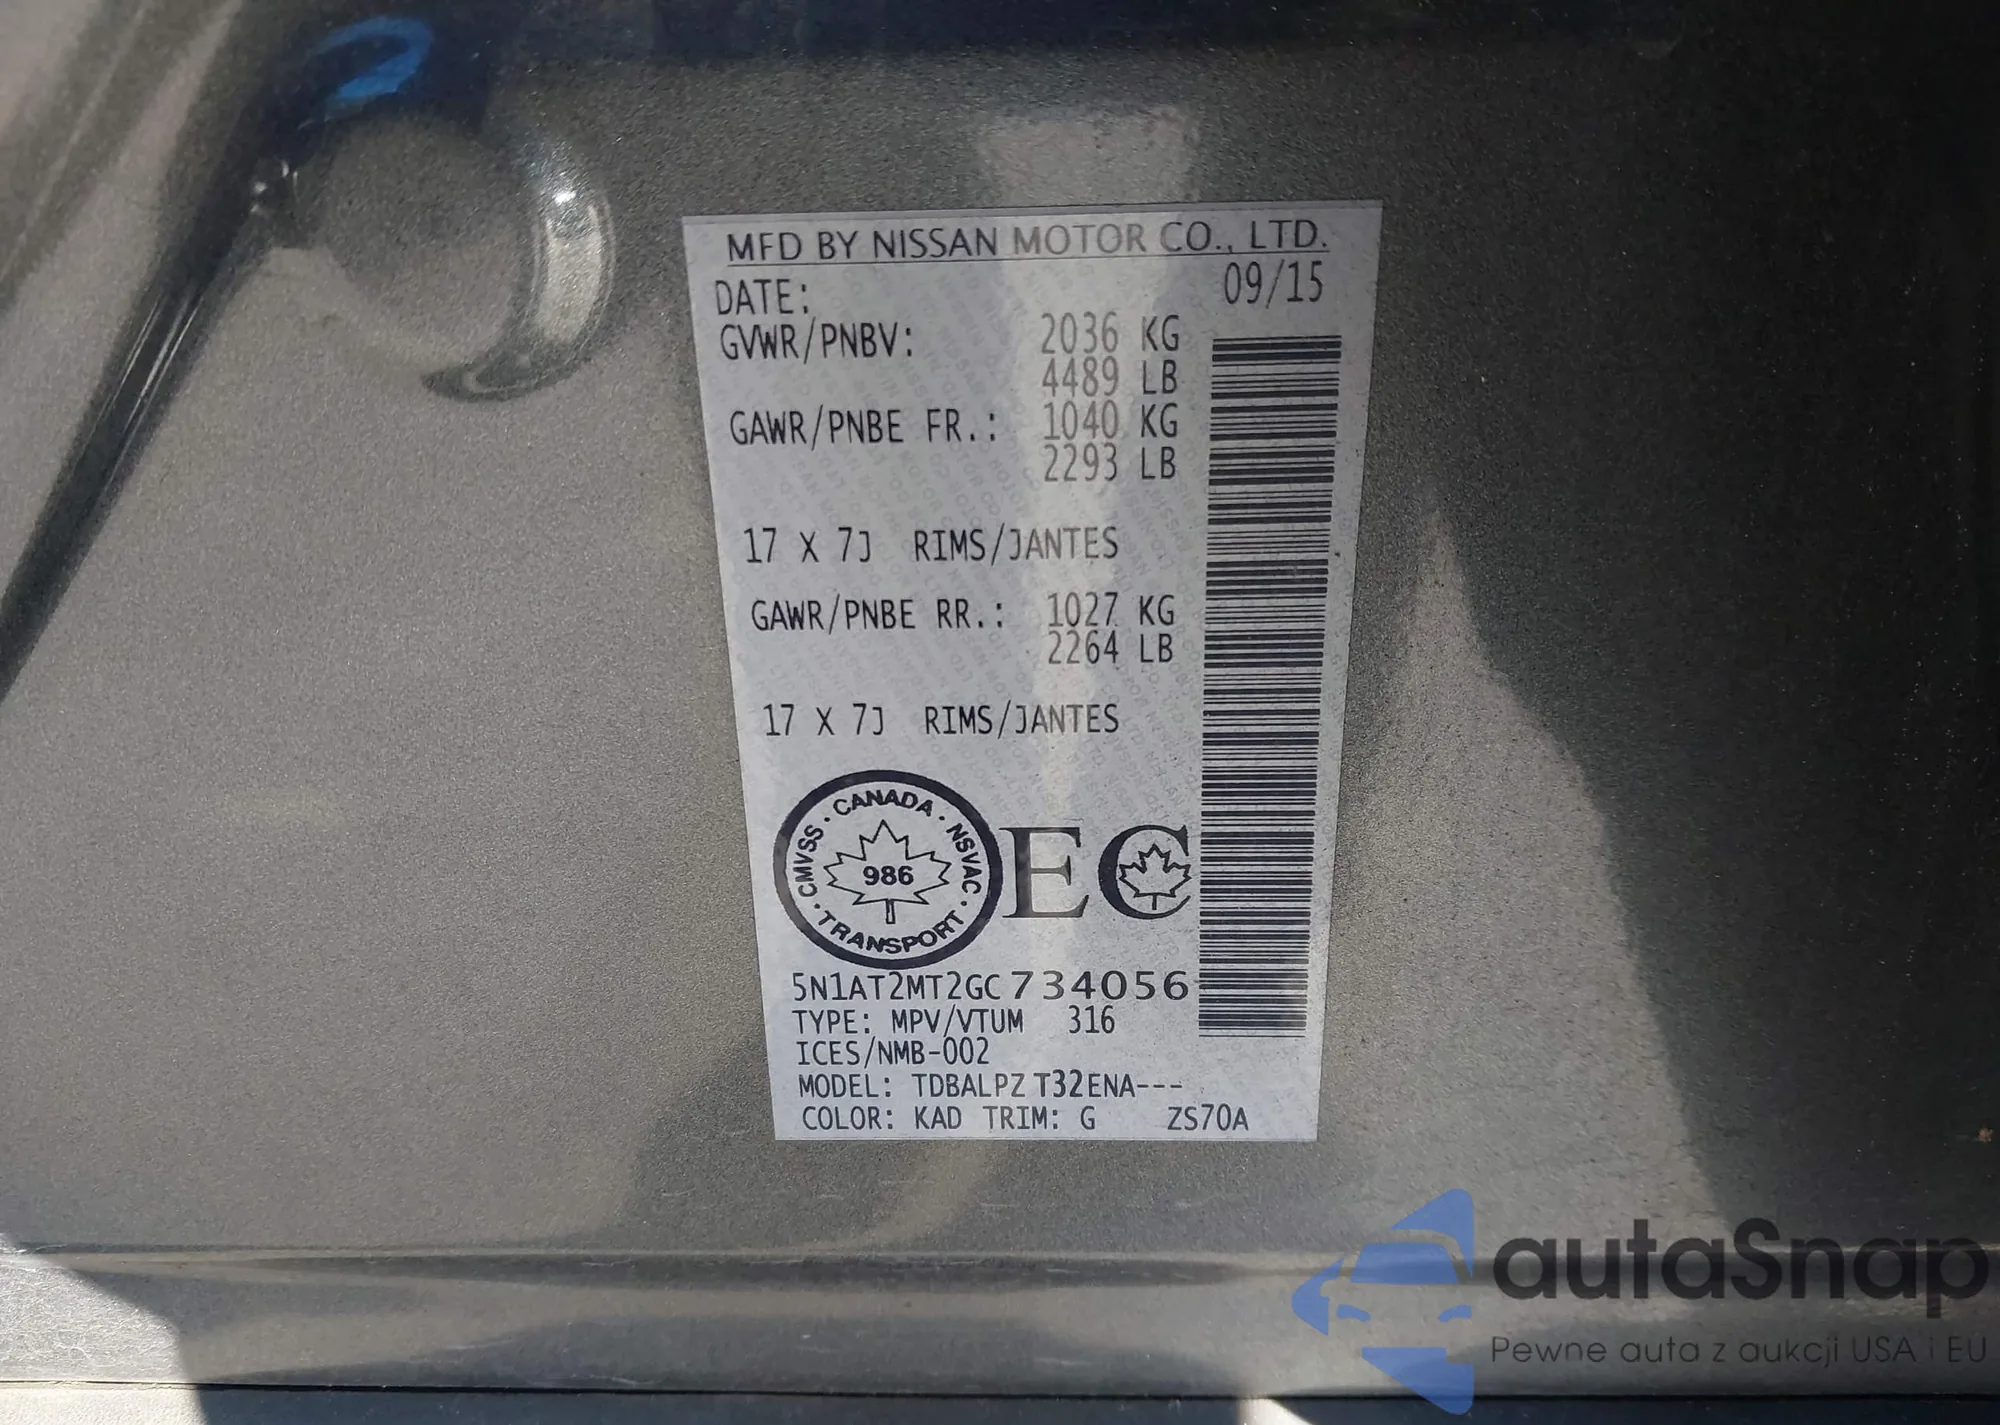 MFD BY NISSAN MOTOR CO., LTD.
DATE: 09/15
GVWR/PNBV: 2036 KG
4489 LB
GAWR/PNBE FR.: 1040 KG
2293 LB
17 X 7J RIMS/JANTES
GAWR/PNBE RR.: 1027 KG
2264 LB
17 X 7J RIMS/JANTES
CMVSS · CANADA · NSVAC · TRANSPORT
986
EC
5N1AT2MT2GC734056
TYPE: MPV/VTUM 316
ICES/NMB-002
MODEL: TDBALPZ T32ENA---
COLOR: KAD TRIM: G ZS70A
autaSnap
Pewne auta z aukcji USA i EU